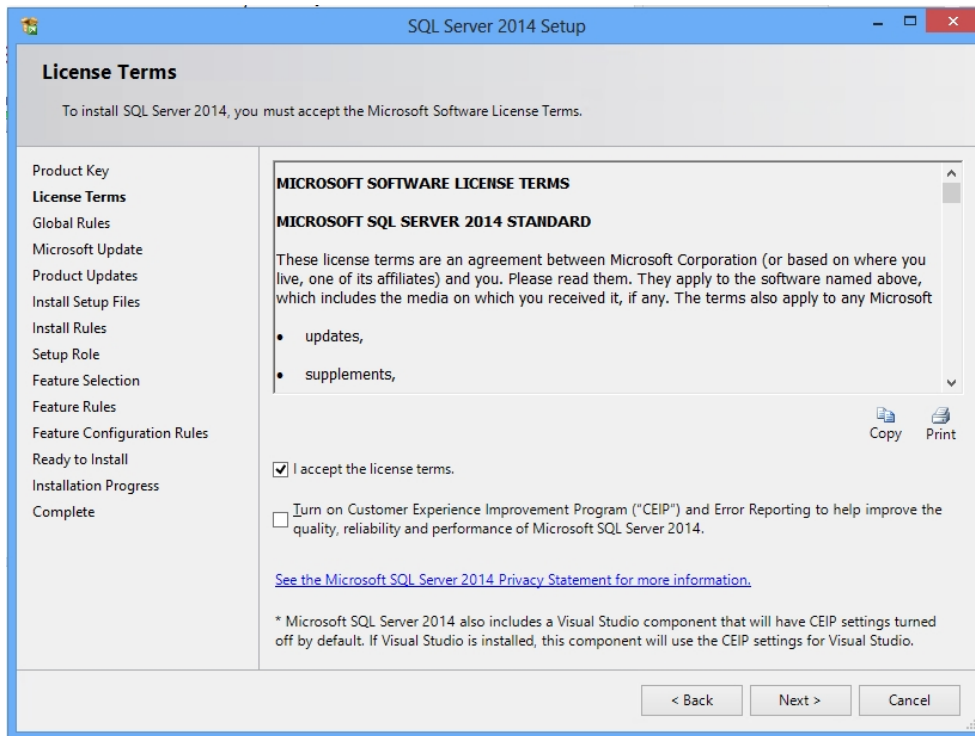 SQL Server 2014 Setup
License Terms
To install SQL Server 2014, you must accept the Microsoft Software License Terms.
Product Key
License Terms
Global Rules
Microsoft Update
Product Updates
Install Setup Files
Install Rules
Setup Role
Feature Selection
Feature Rules
Feature Configuration Rules
Ready to Install
Installation Progress
Complete
MICROSOFT SOFTWARE LICENSE TERMS
MICROSOFT SQL SERVER 2014 STANDARD
These license terms are an agreement between Microsoft Corporation (or based on where you
live, one of its affiliates) and you. Please read them. They apply to the software named above,
which includes the media on which you received it, if any. The terms also apply to any Microsoft
• updates,
• supplements,
Copy Print
I accept the license terms.
Turn on Customer Experience Improvement Program ("CEIP") and Error Reporting to help improve the
quality, reliability and performance of Microsoft SQL Server 2014.
See the Microsoft SQL Server 2014 Privacy Statement for more information.
* Microsoft SQL Server 2014 also includes a Visual Studio component that will have CEIP settings turned
off by default. If Visual Studio is installed, this component will use the CEIP settings for Visual Studio.
< Back Next > Cancel